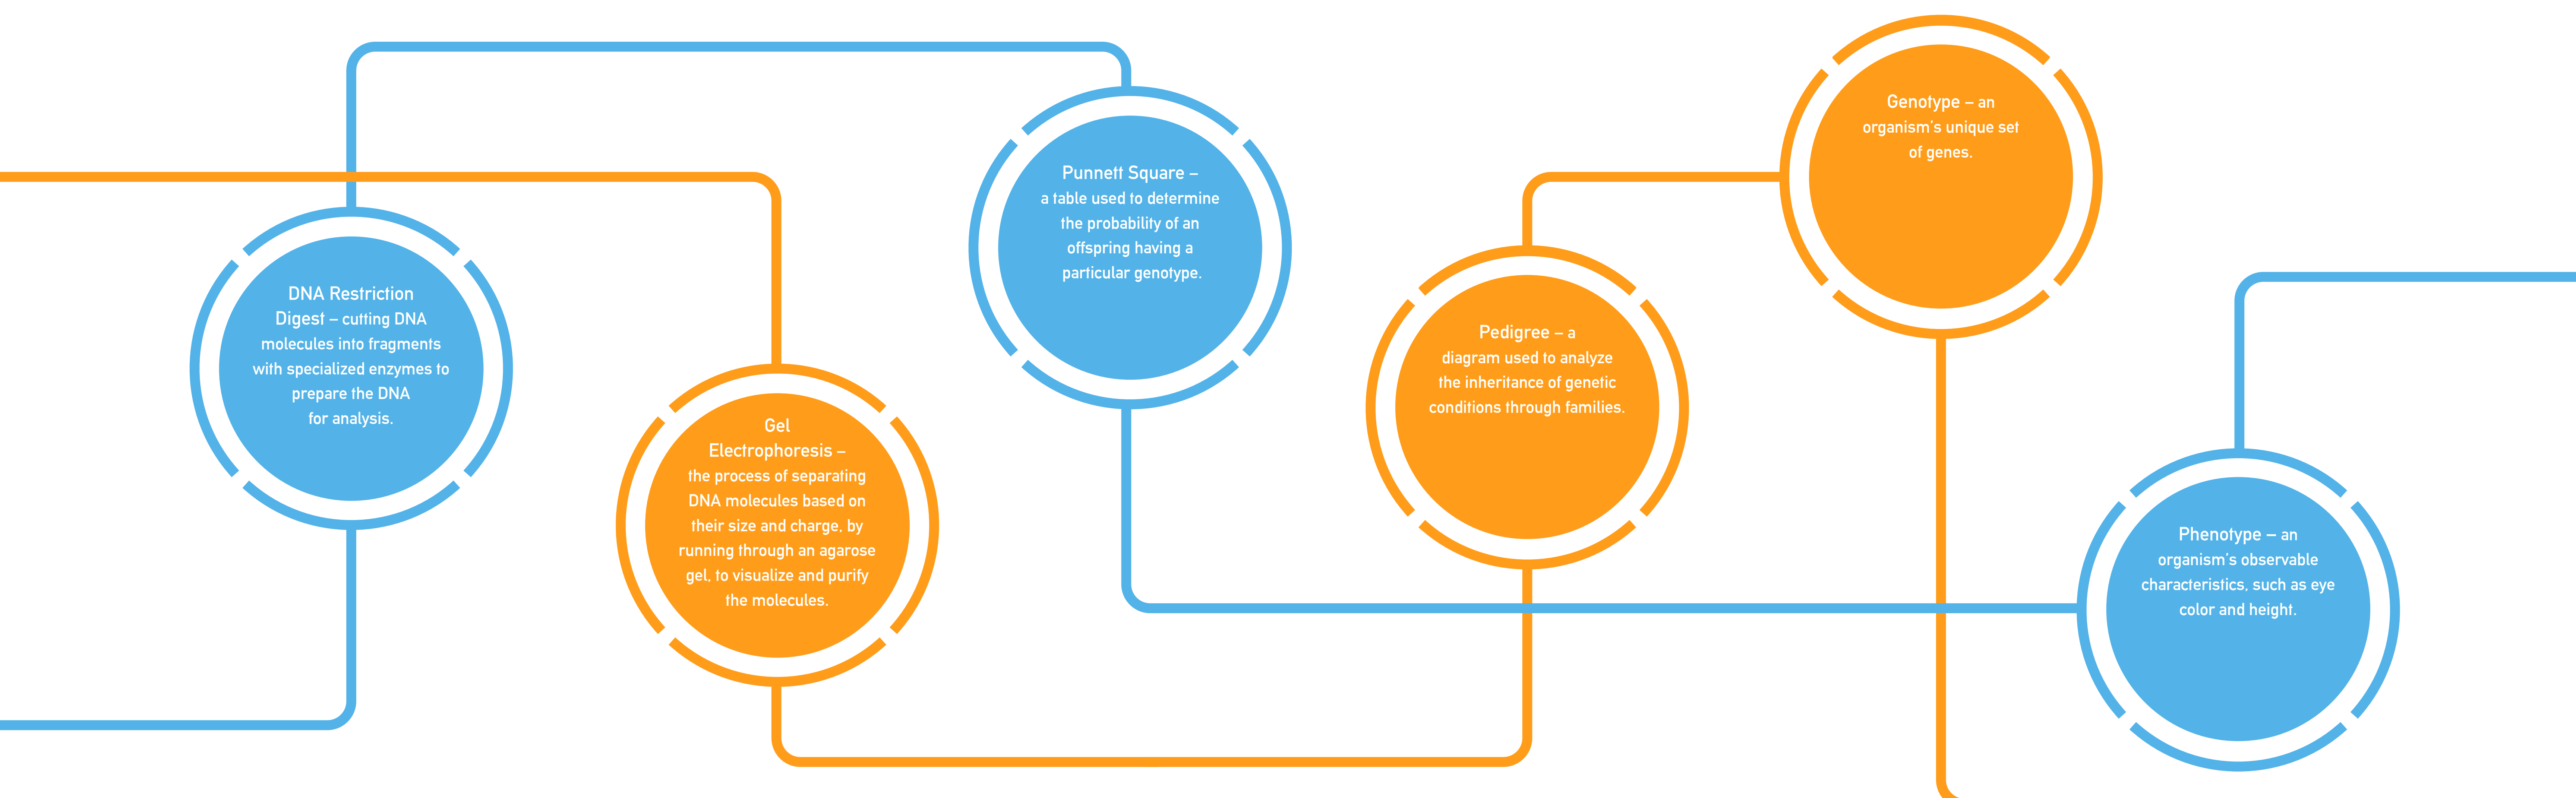 DNA Restriction
Digest – cutting DNA
molecules into fragments
with specialized enzymes to
prepare the DNA
for analysis.
Gel
Electrophoresis –
the process of separating
DNA molecules based on
their size and charge, by
running through an agarose
gel, to visualize and purify
the molecules.
Punnett Square –
a table used to determine
the probability of an
offspring having a
particular genotype.
Pedigree – a
diagram used to analyze
the inheritance of genetic
conditions through families.
Genotype – an
organism's unique set
of genes.
Phenotype – an
organism's observable
characteristics, such as eye
color and height.